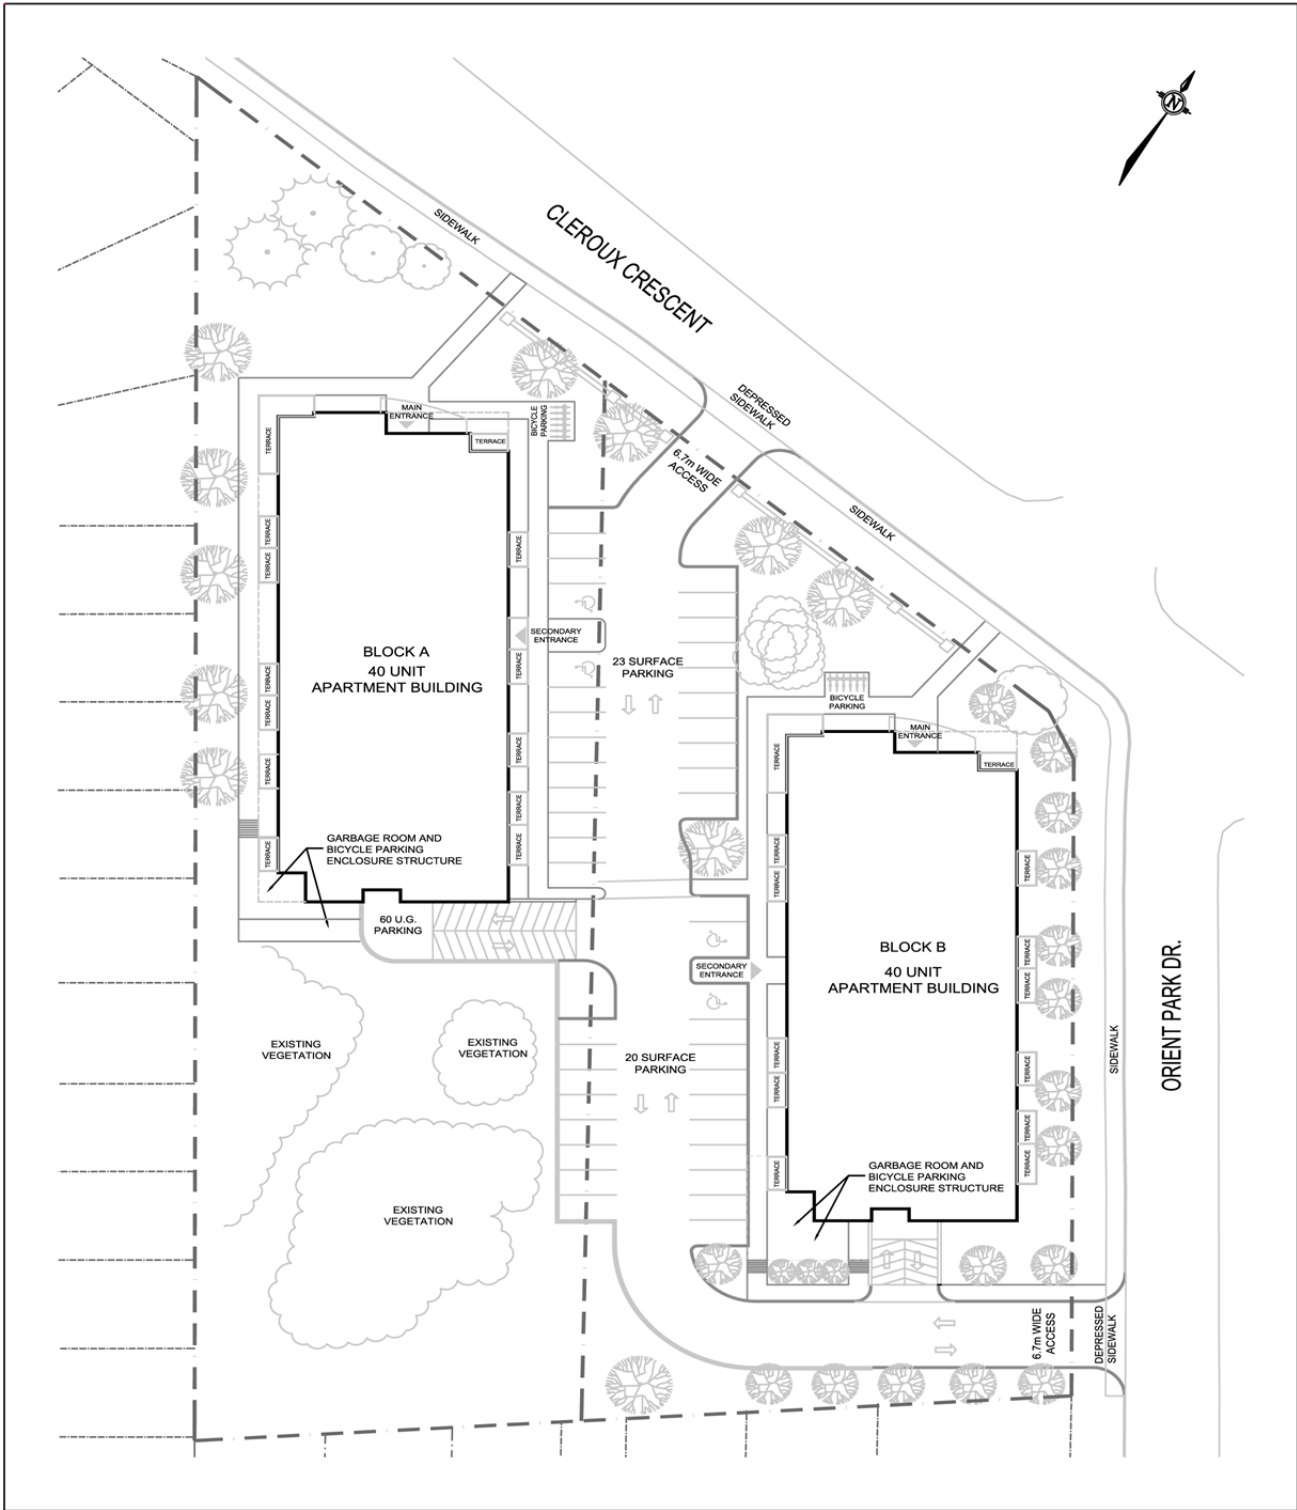 N
SIDEWALK
CLEROUX CRESCENT
DEPRESSED
SIDEWALK
6.7m WIDE
ACCESS
SIDEWALK
MAIN
ENTRANCE
TERRACE
BICYCLE
PARKING
TERRACE
TERRACE
TERRACE
TERRACE
TERRACE
TERRACE
TERRACE
TERRACE
SECONDARY
ENTRANCE
TERRACE
TERRACE
TERRACE
TERRACE
BLOCK A
40 UNIT
APARTMENT BUILDING
23 SURFACE
PARKING
GARBAGE ROOM AND
BICYCLE PARKING
ENCLOSURE STRUCTURE
60 U.G.
PARKING
BICYCLE
PARKING
MAIN
ENTRANCE
TERRACE
TERRACE
TERRACE
TERRACE
TERRACE
TERRACE
TERRACE
SECONDARY
ENTRANCE
BLOCK B
40 UNIT
APARTMENT BUILDING
TERRACE
TERRACE
TERRACE
TERRACE
TERRACE
TERRACE
EXISTING
VEGETATION
EXISTING
VEGETATION
20 SURFACE
PARKING
SIDEWALK
ORIENT PARK DR.
GARBAGE ROOM AND
BICYCLE PARKING
ENCLOSURE STRUCTURE
EXISTING
VEGETATION
6.7m WIDE
ACCESS
DEPRESSED
SIDEWALK